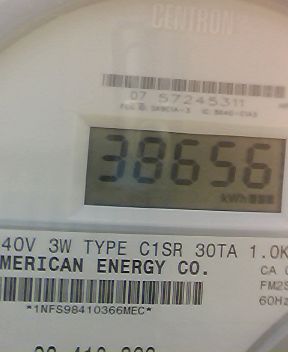 CENTRON
07 57245311
38656
kWh
40V 3W TYPE C1SR 30TA 1.0K
MERICAN ENERGY CO.
CA
FM2S
60Hz
*1NFS98410366MEC*